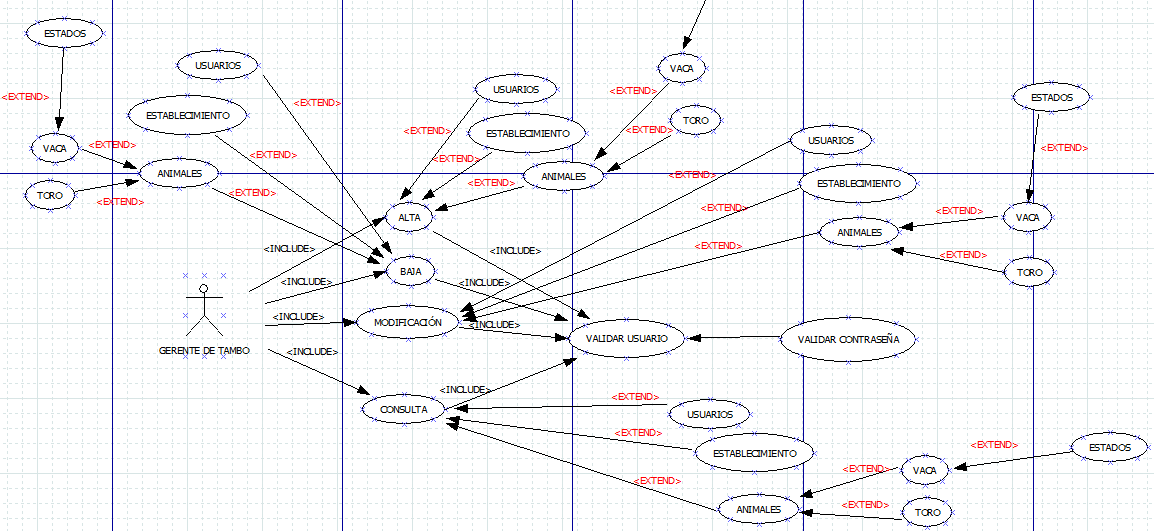 ESTADOS
<EXTEND>
VACA
<EXTEND>
TORO
<EXTEND>
USUARIOS
<EXTEND>
ESTABLECIMIENTO
<EXTEND>
ANIMALES
<EXTEND>
USUARIOS
<EXTEND>
ESTABLECIMIENTO
<EXTEND>
ANIMALES
<EXTEND>
VACA
<EXTEND>
TORO
<EXTEND>
USUARIOS
<EXTEND>
ESTABLECIMIENTO
<EXTEND>
ANIMALES
<EXTEND>
ESTADOS
<EXTEND>
VACA
<EXTEND>
TORO
<EXTEND>
ALTA
<INCLUDE>
<INCLUDE>
BAJA
<INCLUDE>
<INCLUDE>
MODIFICACIÓN
<INCLUDE>
<INCLUDE>
GERENTE DE TAMBO
<INCLUDE>
CONSULTA
<INCLUDE>
VALIDAR USUARIO
VALIDAR CONTRASEÑA
<EXTEND>
USUARIOS
<EXTEND>
ESTABLECIMIENTO
<EXTEND>
ANIMALES
<EXTEND>
VACA
<EXTEND>
ESTADOS
<EXTEND>
TORO